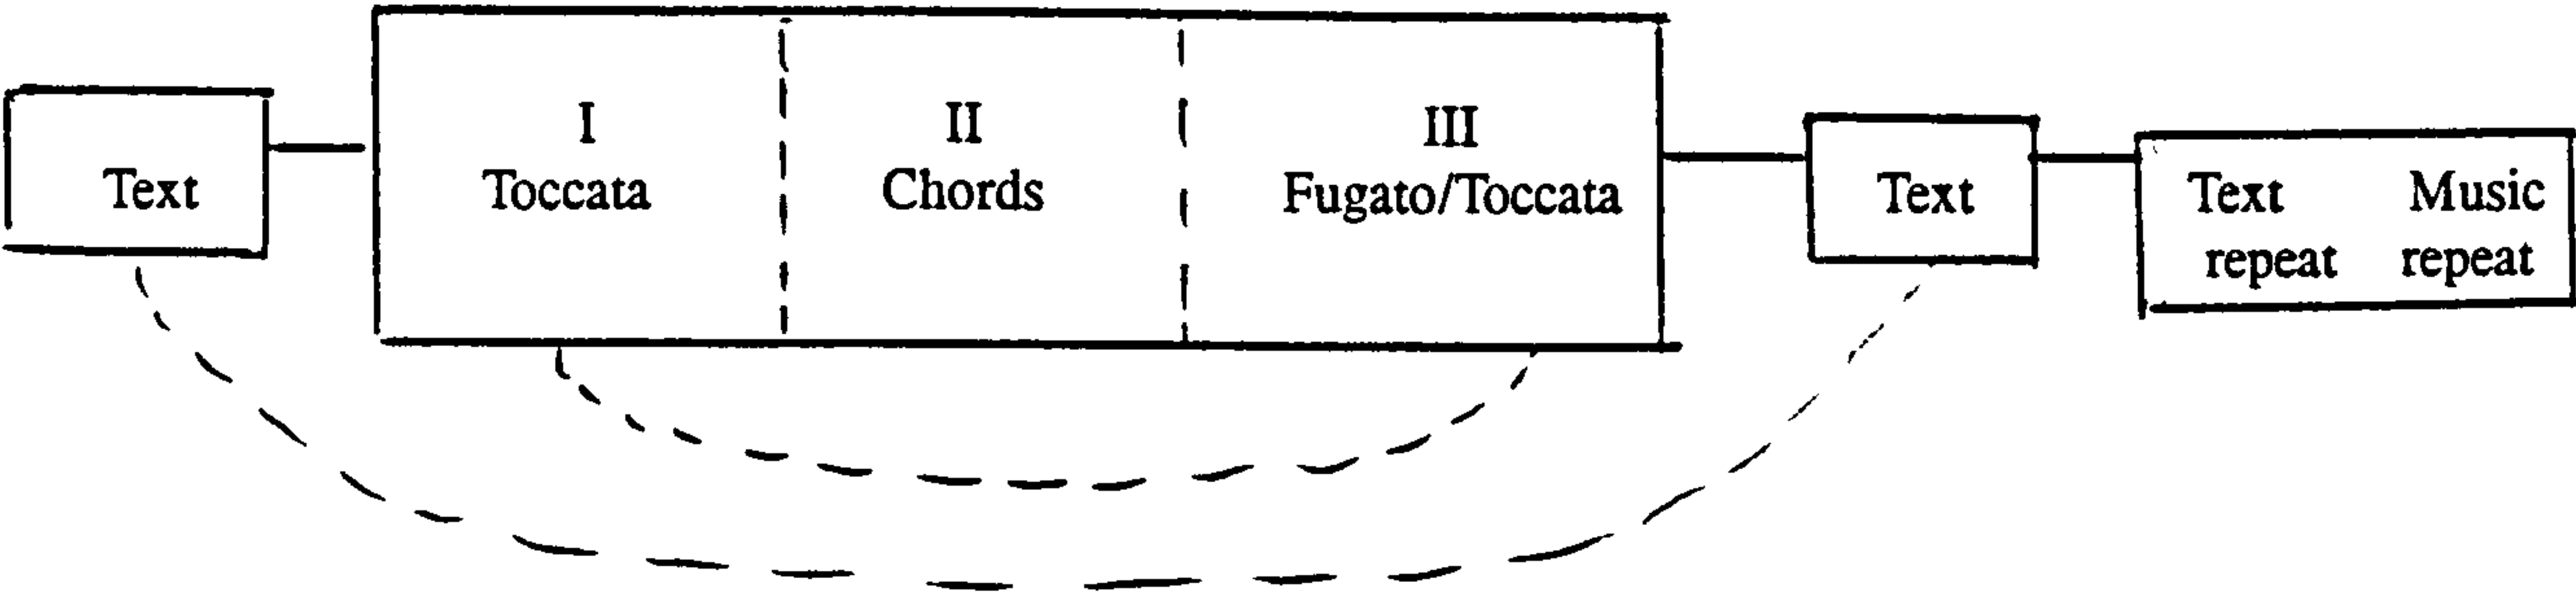 I II III
Text Toccata Chords Fugato/Toccata Text Text Music
repeat repeat